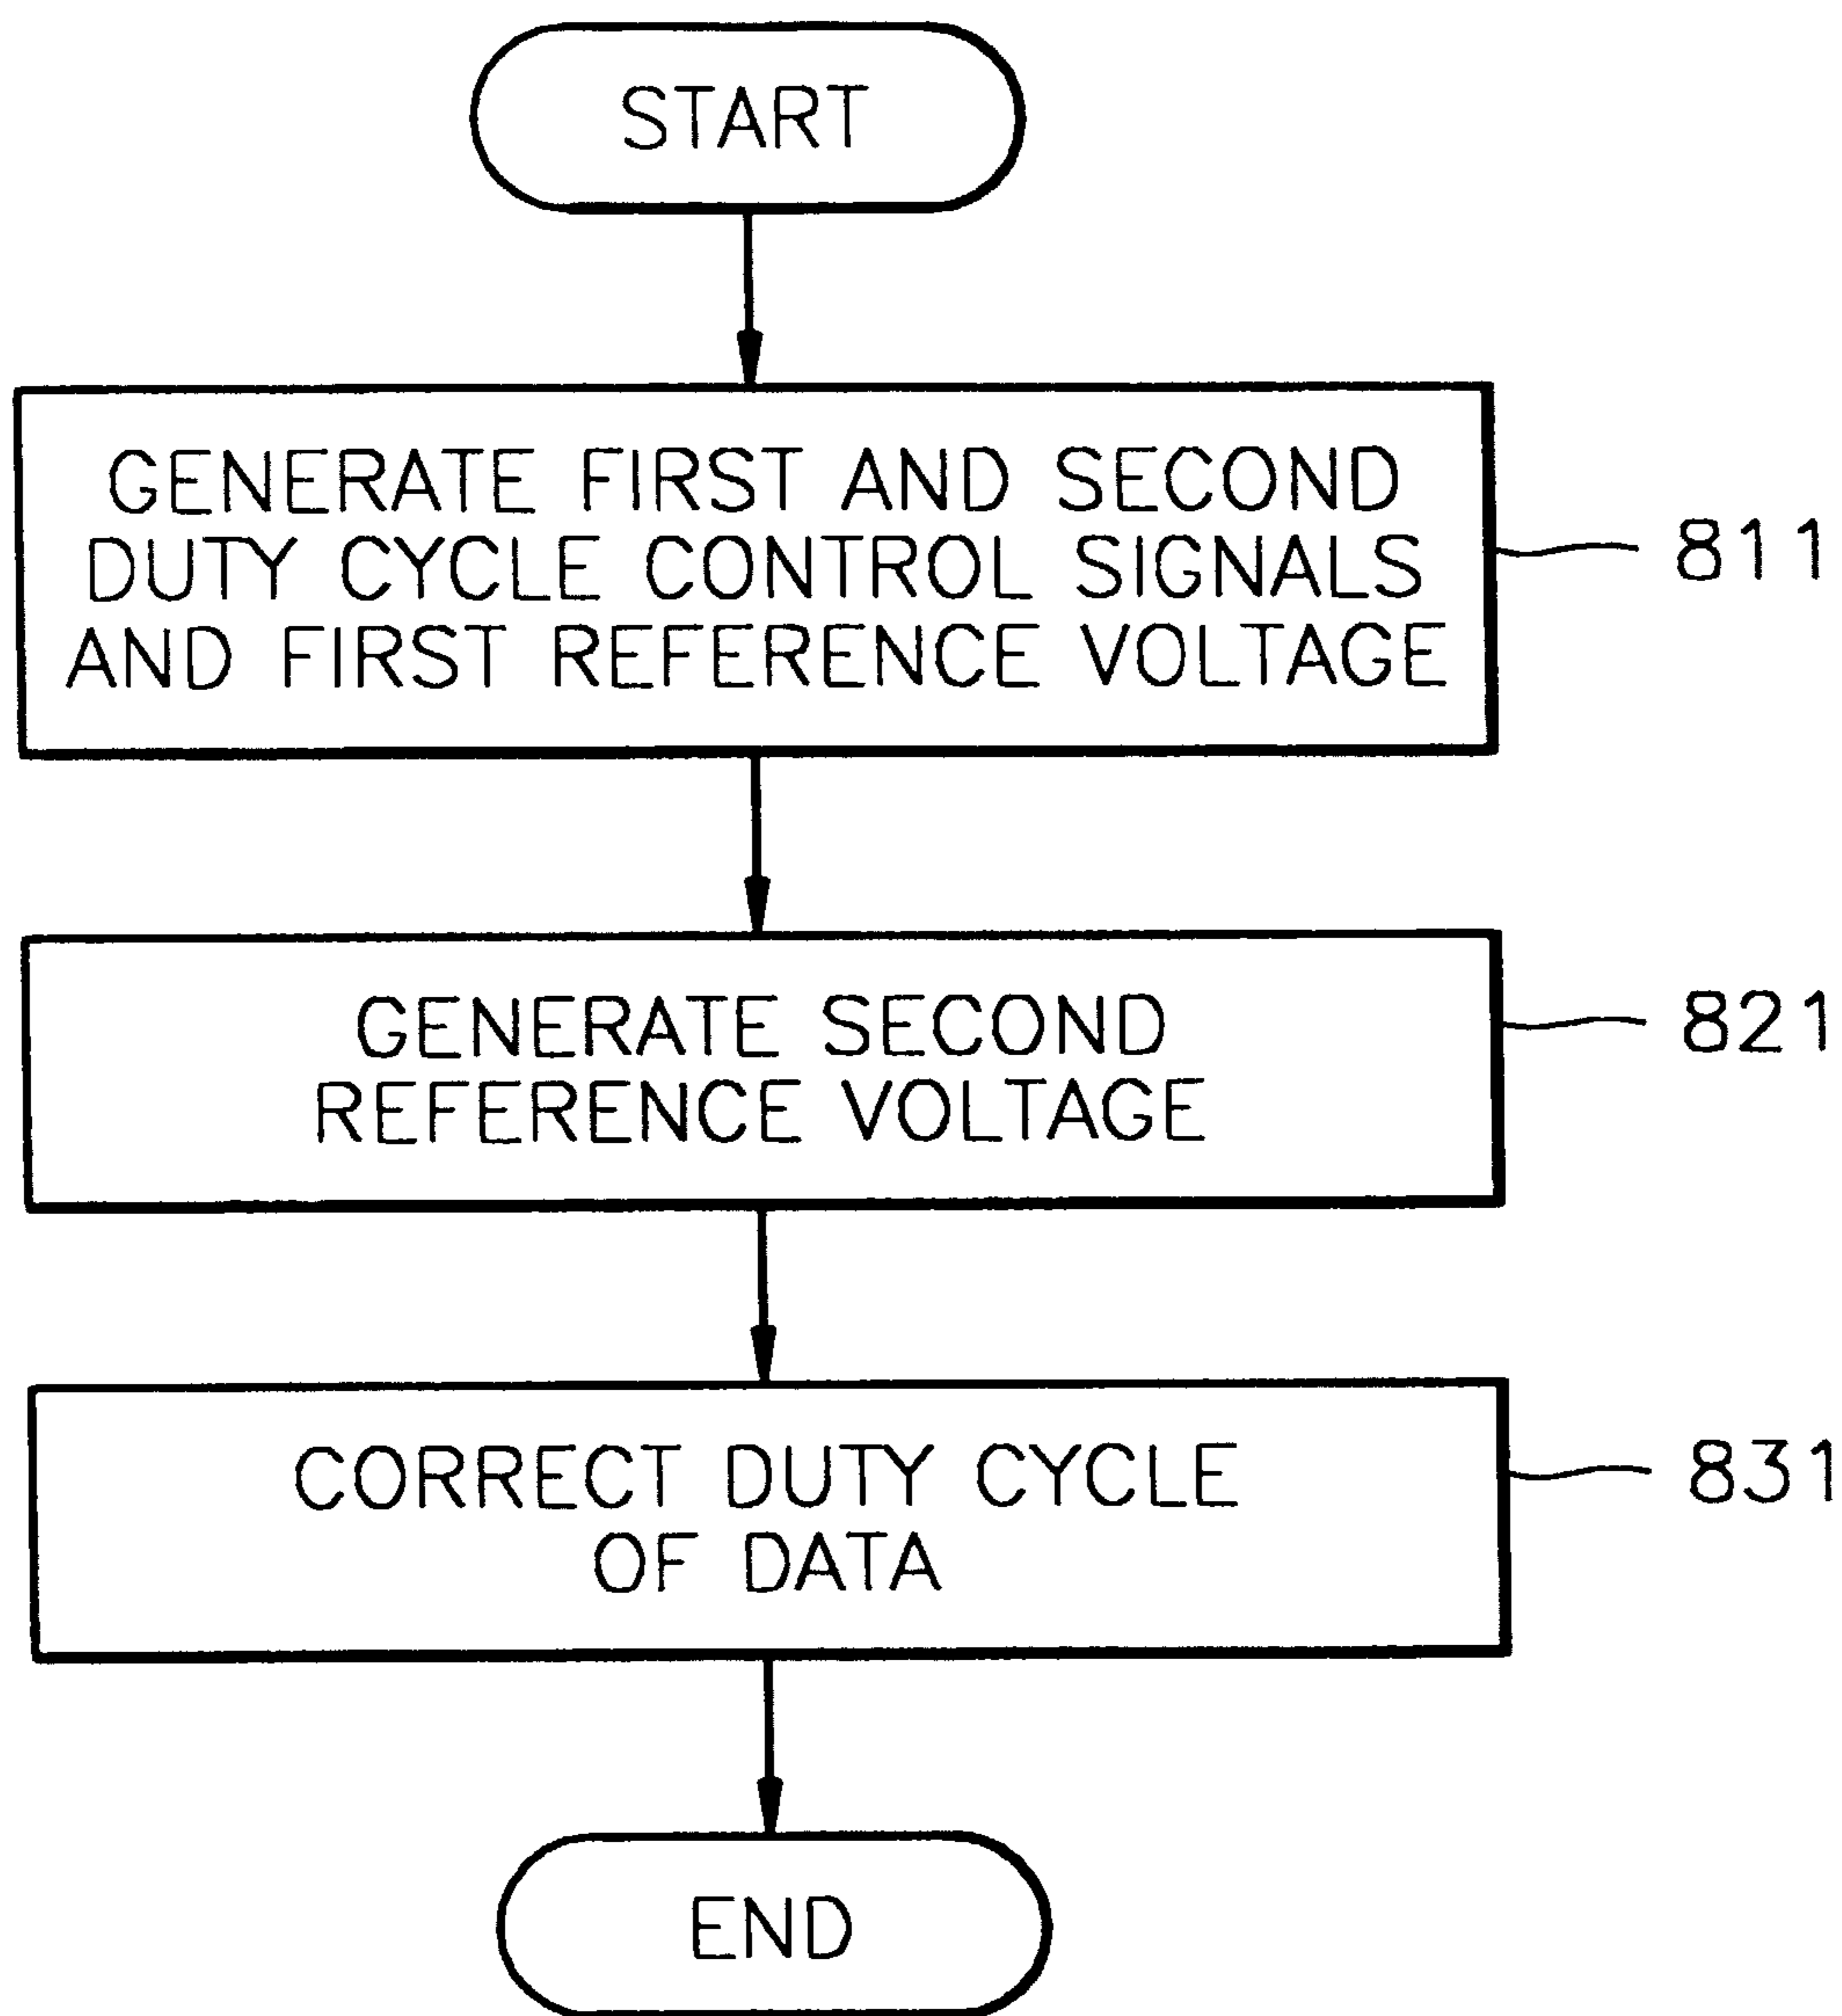 START
GENERATE FIRST AND SECOND
DUTY CYCLE CONTROL SIGNALS
AND FIRST REFERENCE VOLTAGE
811
GENERATE SECOND
REFERENCE VOLTAGE
821
CORRECT DUTY CYCLE
OF DATA
831
END